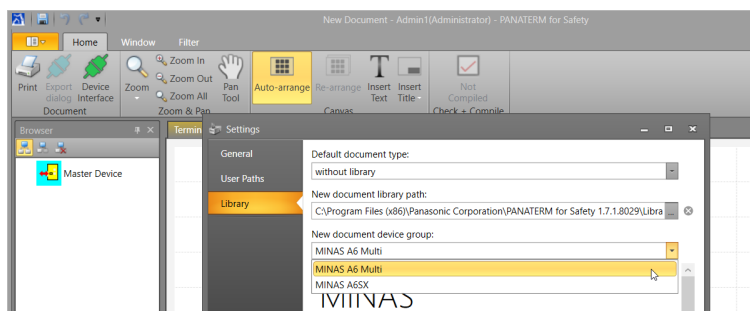 New Document - Admin1(Administrator) - PANATERM for Safety
Home Window Filter
Print
Export dialog
Device Interface
Document
Zoom
Zoom In
Zoom Out
Zoom All
Pan Tool
Zoom & Pan
Auto-arrange
Re-arrange
Insert Text
Insert Title
Canvas
Not Compiled
Check + Compile
Browser
Master Device
Termin
Settings
General
User Paths
Library
Default document type:
without library
New document library path:
C:\Program Files (x86)\Panasonic Corporation\PANATERM for Safety 1.7.1.8029\Libra ...
New document device group:
MINAS A6 Multi
MINAS A6 Multi
MINAS A6SX
MINAS